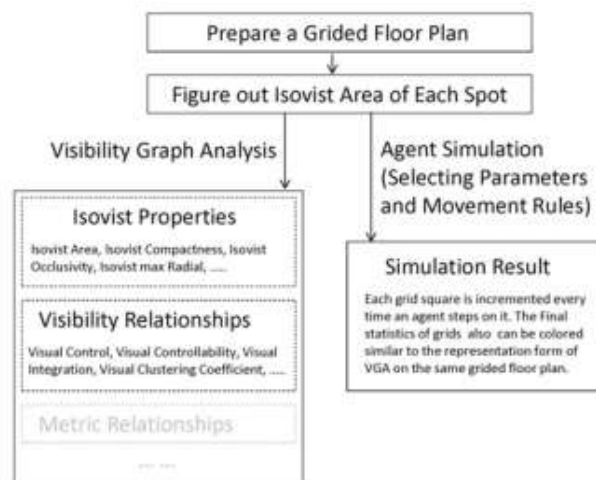 Prepare a Grided Floor Plan
Figure out Isovist Area of Each Spot
Visibility Graph Analysis
Agent Simulation
(Selecting Parameters
and Movement Rules)
Isovist Properties
Isovist Area, Isovist Compactness, Isovist
Occlusivity, Isovist max Radial, .....
Visibility Relationships
Visual Control, Visual Controllability, Visual
Integration, Visual Clustering Coefficient, .....
Metric Relationships
... ...
Simulation Result
Each grid square is incremented every
time an agent steps on it. The Final
statistics of grids also can be colored
similar to the representation form of
VGA on the same grided floor plan.